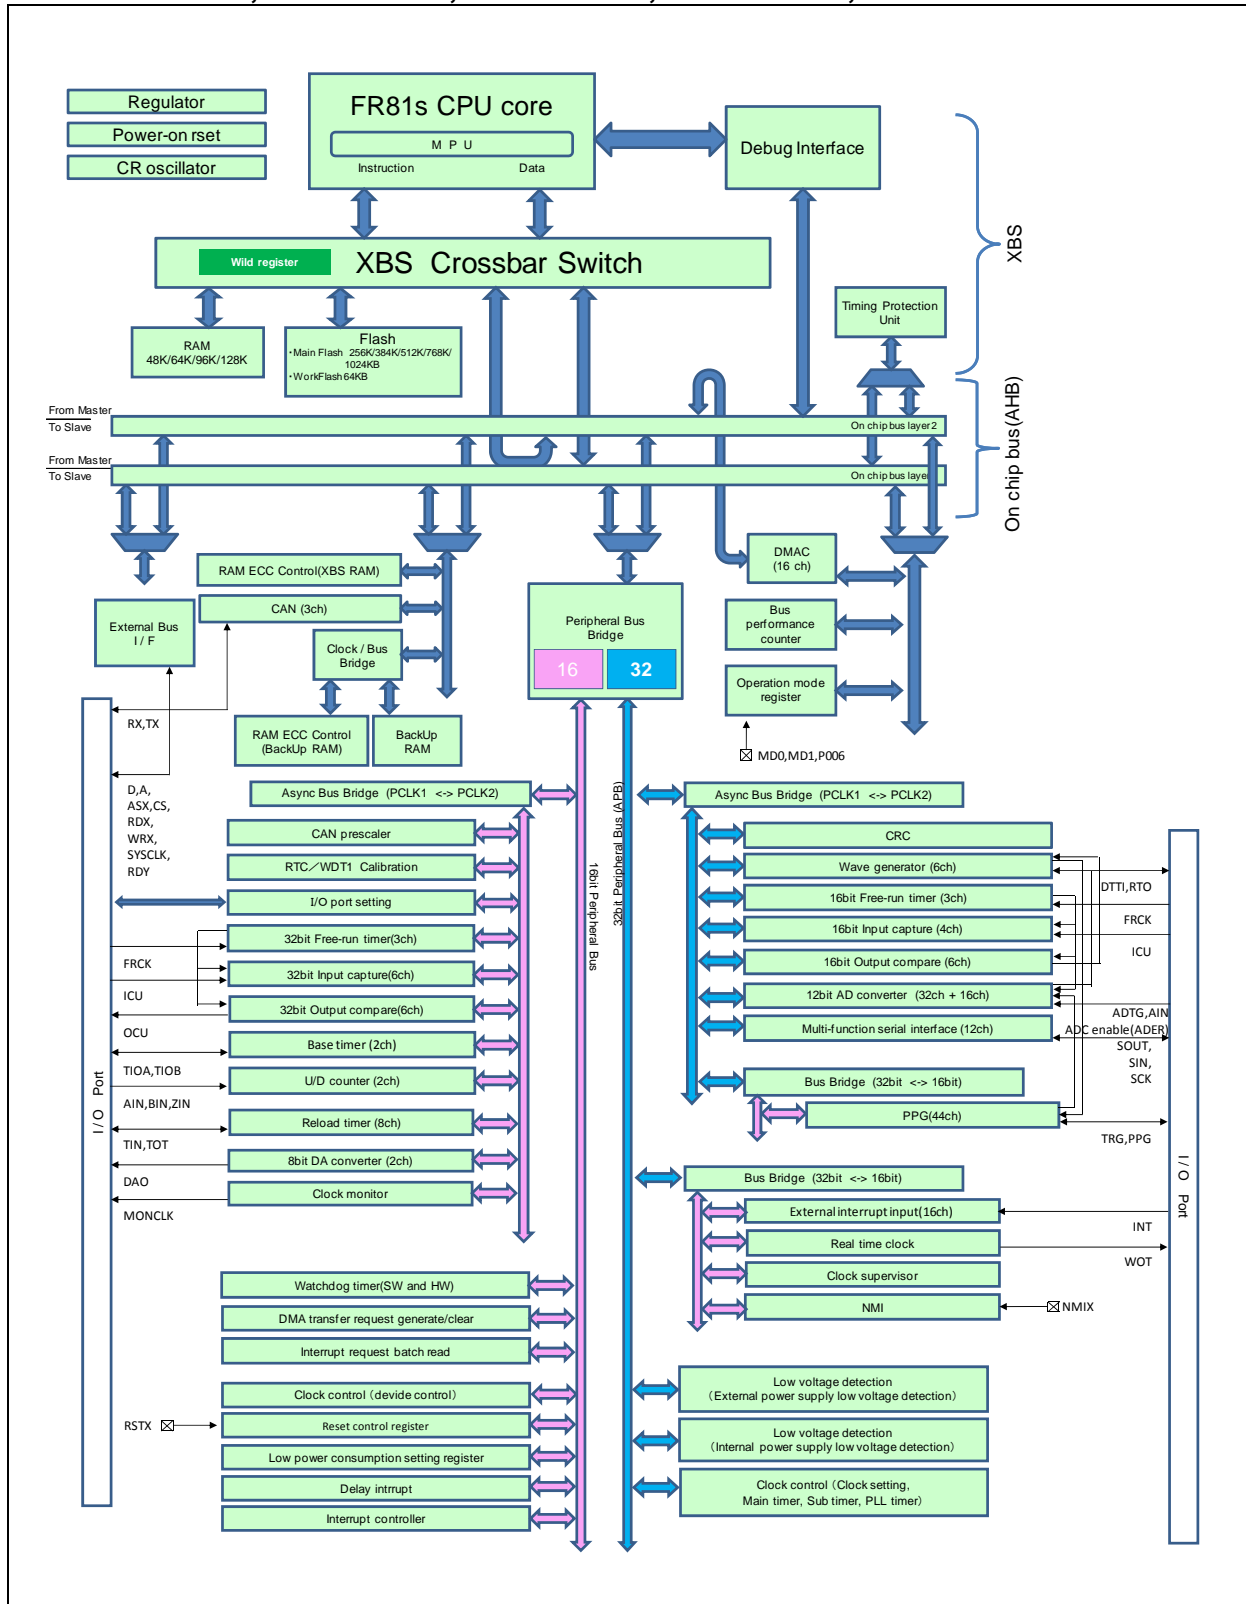 Regulator
Power-on rset
CR oscillator
FR81s CPU core
M P U
Instruction
Data
Debug Interface
XBS
Wild register
XBS Crossbar Switch
RAM
48K/64K/96K/128K
Flash
・Main Flash 256K/384K/512K/768K/
1024KB
・WorkFlash 64KB
Timing Protection
Unit
On chip bus(AHB)
From Master
To Slave
On chip bus layer 2
From Master
To Slave
On chip bus layer
RAM ECC Control(XBS RAM)
CAN (3ch)
External Bus
I / F
Clock / Bus
Bridge
RAM ECC Control
(BackUp RAM)
BackUp
RAM
Peripheral Bus
Bridge
16
32
DMAC
(16 ch)
Bus
performance
counter
Operation mode
register
MD0,MD1,P006
RX,TX
D,A,
ASX,CS,
RDX,
WRX,
SYSCLK,
RDY
I / O Port
Async Bus Bridge (PCLK1 <-> PCLK2)
CAN prescaler
RTC／WDT1 Calibration
I/O port setting
32bit Free-run timer(3ch)
FRCK
32bit Input capture(6ch)
ICU
32bit Output compare(6ch)
OCU
Base timer (2ch)
TIOA,TIOB
U/D counter (2ch)
AIN,BIN,ZIN
Reload timer (8ch)
TIN,TOT
8bit DA converter (2ch)
DAO
Clock monitor
MONCLK
16bit Peripheral Bus
32bit Peripheral Bus (APB)
Watchdog timer(SW and HW)
DMA transfer request generate/clear
Interrupt request batch read
Clock control（devide control）
RSTX
Reset control register
Low power consumption setting register
Delay intrrupt
Interrupt controller
Async Bus Bridge (PCLK1 <-> PCLK2)
CRC
Wave generator (6ch)
DTTI,RTO
16bit Free-run timer (3ch)
FRCK
16bit Input capture (4ch)
ICU
16bit Output compare (6ch)
12bit AD converter (32ch + 16ch)
ADTG,AIN
ADC enable(ADER)
Multi-function serial interface (12ch)
SOUT,
SIN,
SCK
Bus Bridge (32bit <-> 16bit)
PPG(44ch)
TRG,PPG
I / O Port
Bus Bridge (32bit <-> 16bit)
External interrupt input(16ch)
INT
Real time clock
WOT
Clock supervisor
NMI
NMIX
Low voltage detection
（External power supply low voltage detection）
Low voltage detection
（Internal power supply low voltage detection）
Clock control（Clock setting,
Main timer, Sub timer, PLL timer）